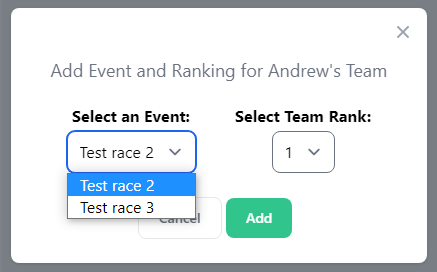 Add Event and Ranking for Andrew's Team
Select an Event: Select Team Rank:
Test race 2 1
Test race 2
Test race 3
Cancel Add